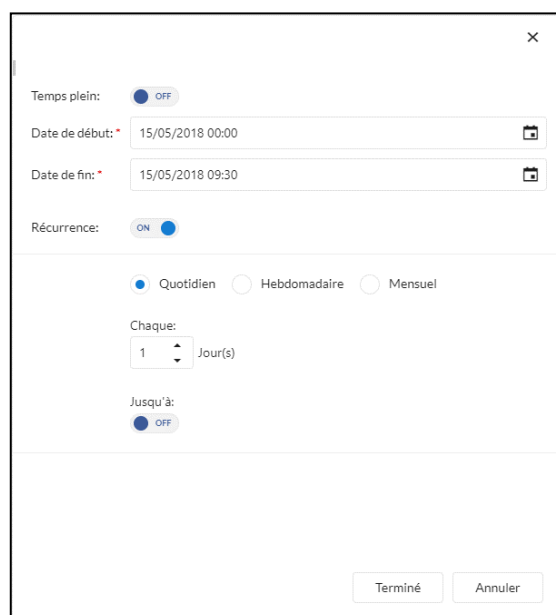 Temps plein: OFF
Date de début: * 15/05/2018 00:00
Date de fin: * 15/05/2018 09:30
Récurrence: ON
Quotidien Hebdomadaire Mensuel
Chaque:
1 Jour(s)
Jusqu'à:
OFF
Terminé Annuler